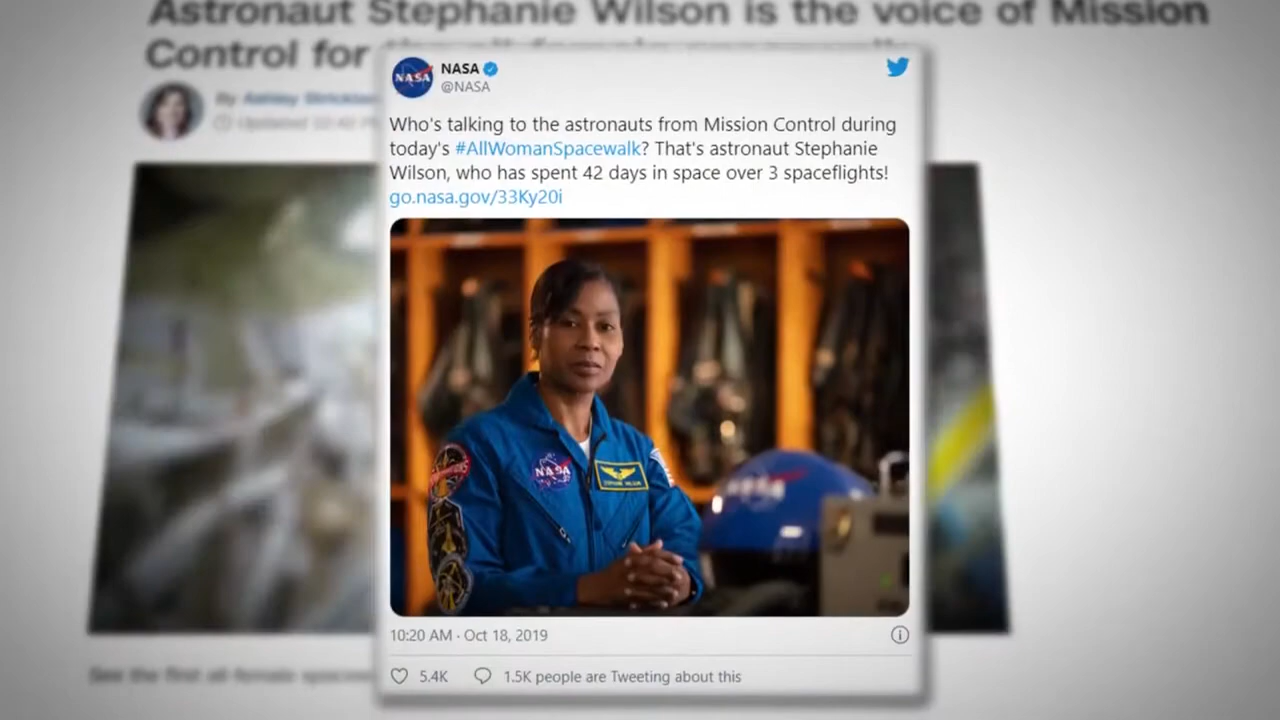 Astronaut Stephanie Wilson is the voice of Mission
Control for
NASA
NASA
@NASA
Who's talking to the astronauts from Mission Control during
today's #AllWomanSpacewalk? That's astronaut Stephanie
Wilson, who has spent 42 days in space over 3 spaceflights!
go.nasa.gov/33Ky20i
NASA
NASA
10:20 AM · Oct 18, 2019
5.4K
1.5K people are Tweeting about this